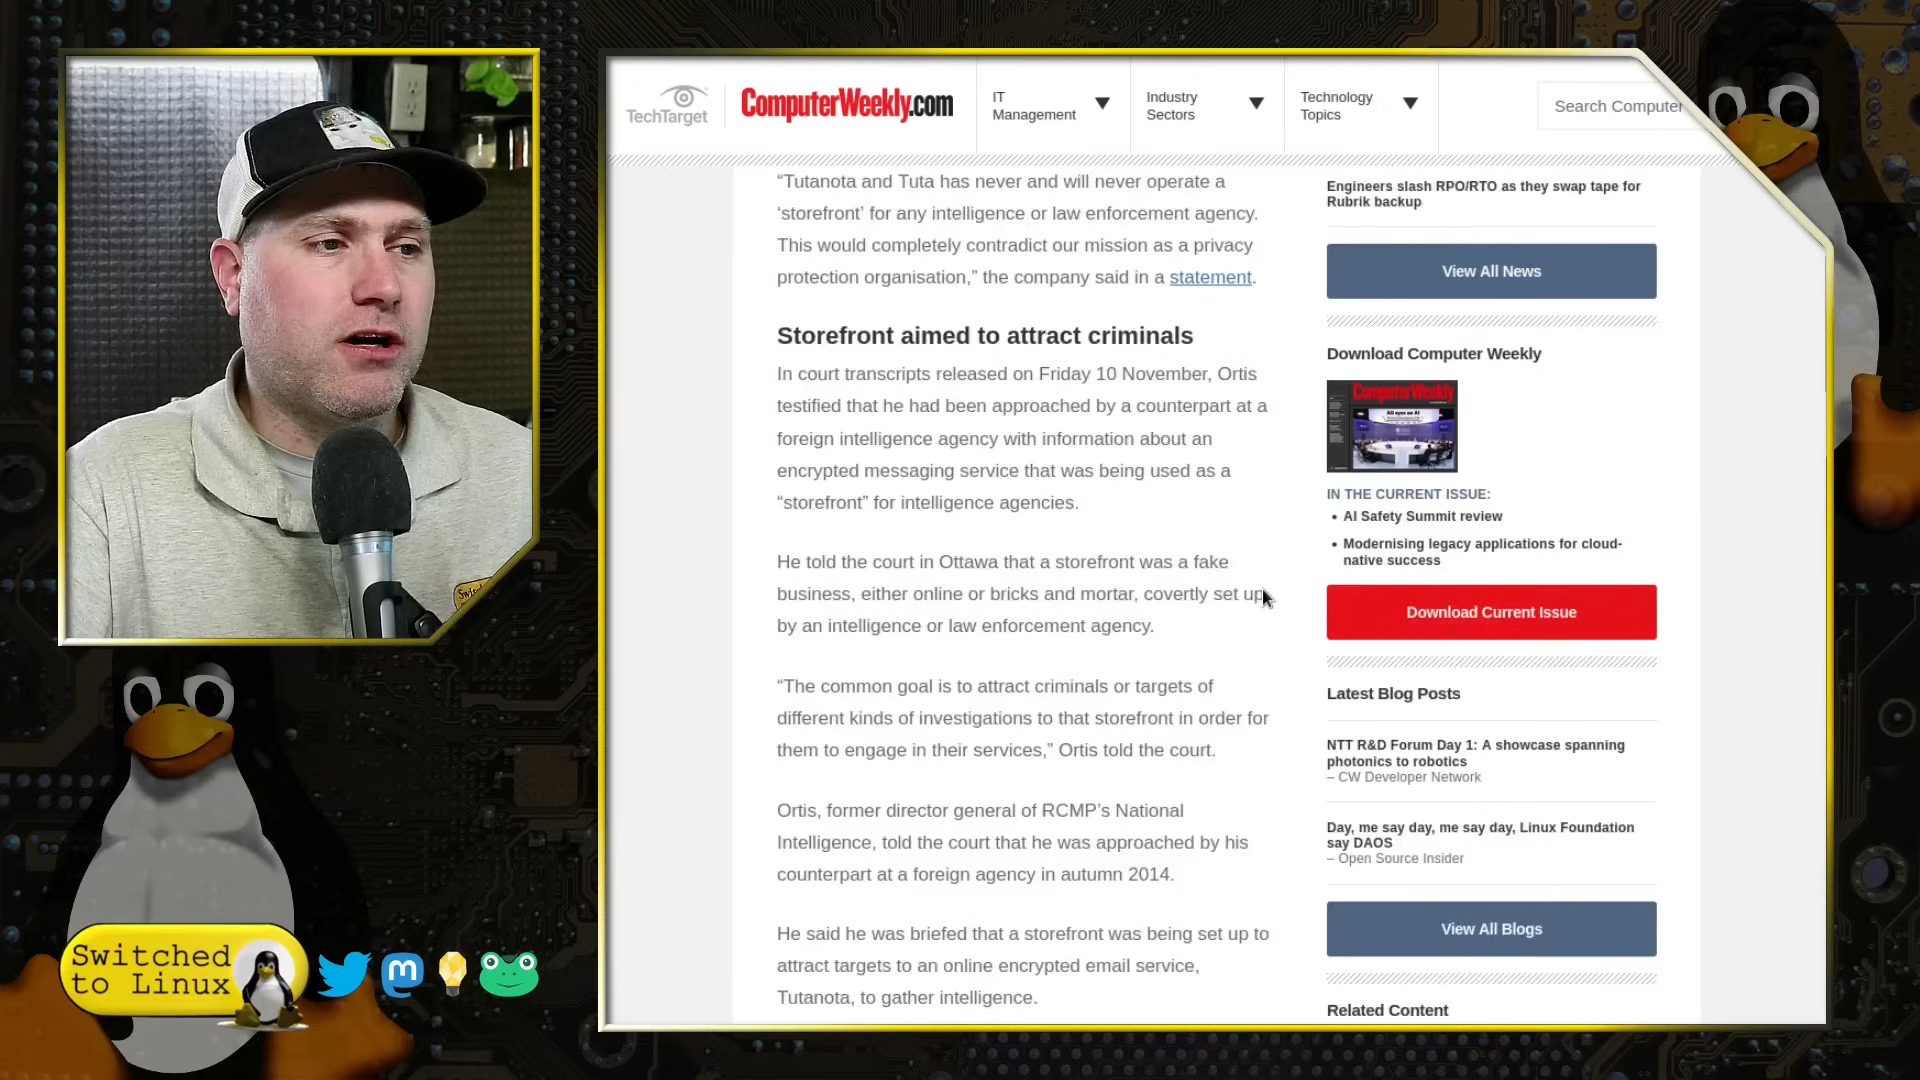 TechTarget
ComputerWeekly.com
IT
Management
Industry
Sectors
Technology
Topics
Search Computer
“Tutanota and Tuta has never and will never operate a
‘storefront’ for any intelligence or law enforcement agency.
This would completely contradict our mission as a privacy
protection organisation,” the company said in a statement.
Storefront aimed to attract criminals
In court transcripts released on Friday 10 November, Ortis
testified that he had been approached by a counterpart at a
foreign intelligence agency with information about an
encrypted messaging service that was being used as a
“storefront” for intelligence agencies.
He told the court in Ottawa that a storefront was a fake
business, either online or bricks and mortar, covertly set up
by an intelligence or law enforcement agency.
“The common goal is to attract criminals or targets of
different kinds of investigations to that storefront in order for
them to engage in their services,” Ortis told the court.
Ortis, former director general of RCMP’s National
Intelligence, told the court that he was approached by his
counterpart at a foreign agency in autumn 2014.
He said he was briefed that a storefront was being set up to
attract targets to an online encrypted email service,
Tutanota, to gather intelligence.
Engineers slash RPO/RTO as they swap tape for
Rubrik backup
View All News
Download Computer Weekly
ComputerWeekly
All eyes on AI
IN THE CURRENT ISSUE:
• AI Safety Summit review
• Modernising legacy applications for cloud-
native success
Download Current Issue
Latest Blog Posts
NTT R&D Forum Day 1: A showcase spanning
photonics to robotics
– CW Developer Network
Day, me say day, me say day, Linux Foundation
say DAOS
– Open Source Insider
View All Blogs
Related Content
Switched
to Linux